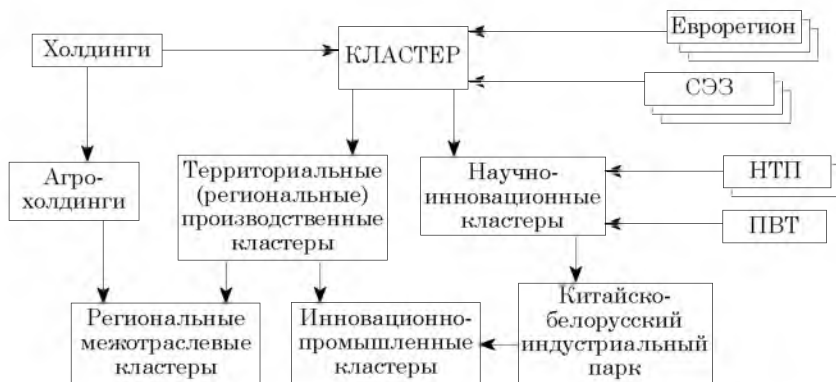 Холдинги
КЛАСТЕР
Еврорегион
СЭЗ
Агро-
холдинги
Территориальные
(региональные)
производственные
кластеры
Научно-
инновационные
кластеры
НТП
ПВТ
Региональные
межотраслевые
кластеры
Инновационно-
промышленные
кластеры
Китайско-
белорусский
индустриальный
парк